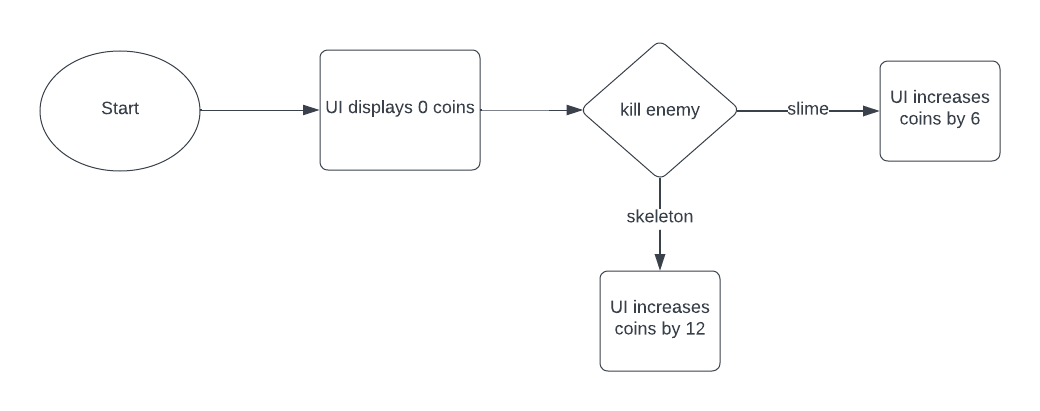 Start
UI displays 0 coins
kill enemy
slime
UI increases
coins by 6
skeleton
UI increases
coins by 12